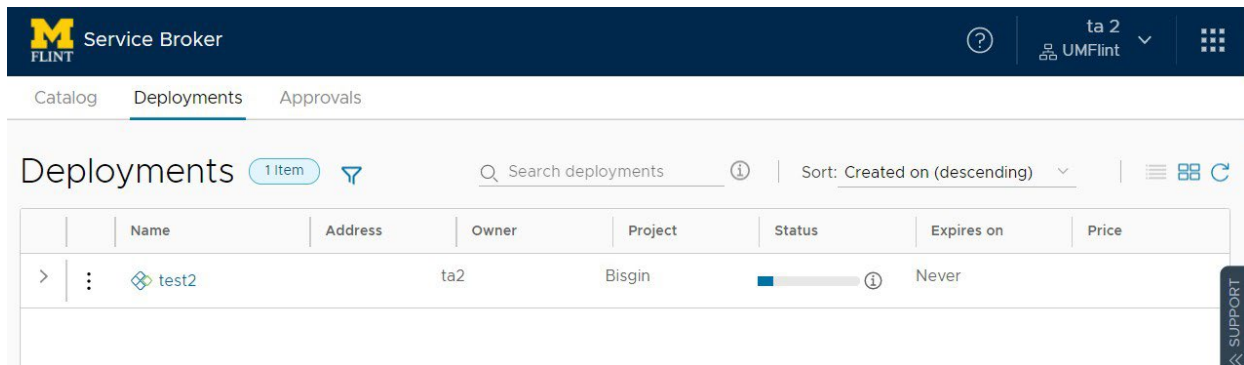 M
FLINT
Service Broker
ta 2
UMFlint
Catalog Deployments Approvals
Deployments 1 Item Search deployments Sort: Created on (descending)
Name Address Owner Project Status Expires on Price
test2 ta2 Bisgin Never
SUPPORT